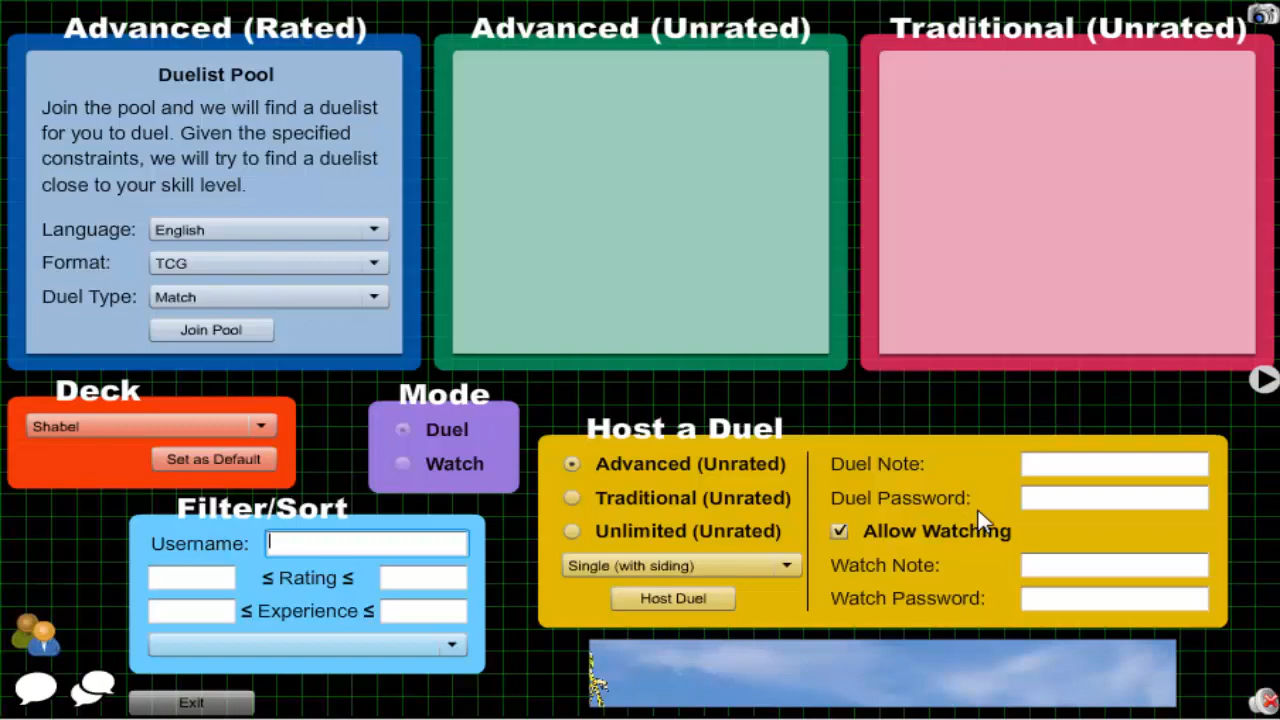 Advanced (Rated)
Advanced (Unrated)
Traditional (Unrated)
Duelist Pool
Join the pool and we will find a duelist
for you to duel. Given the specified
constraints, we will try to find a duelist
close to your skill level.
Language: English
Format: TCG
Duel Type: Match
Join Pool
Deck
Shabel
Set as Default
Mode
Duel
Watch
Filter/Sort
Username:
≤ Rating ≤
≤ Experience ≤
Exit
Host a Duel
Advanced (Unrated)
Traditional (Unrated)
Unlimited (Unrated)
Single (with siding)
Host Duel
Duel Note:
Duel Password:
Allow Watching
Watch Note:
Watch Password: